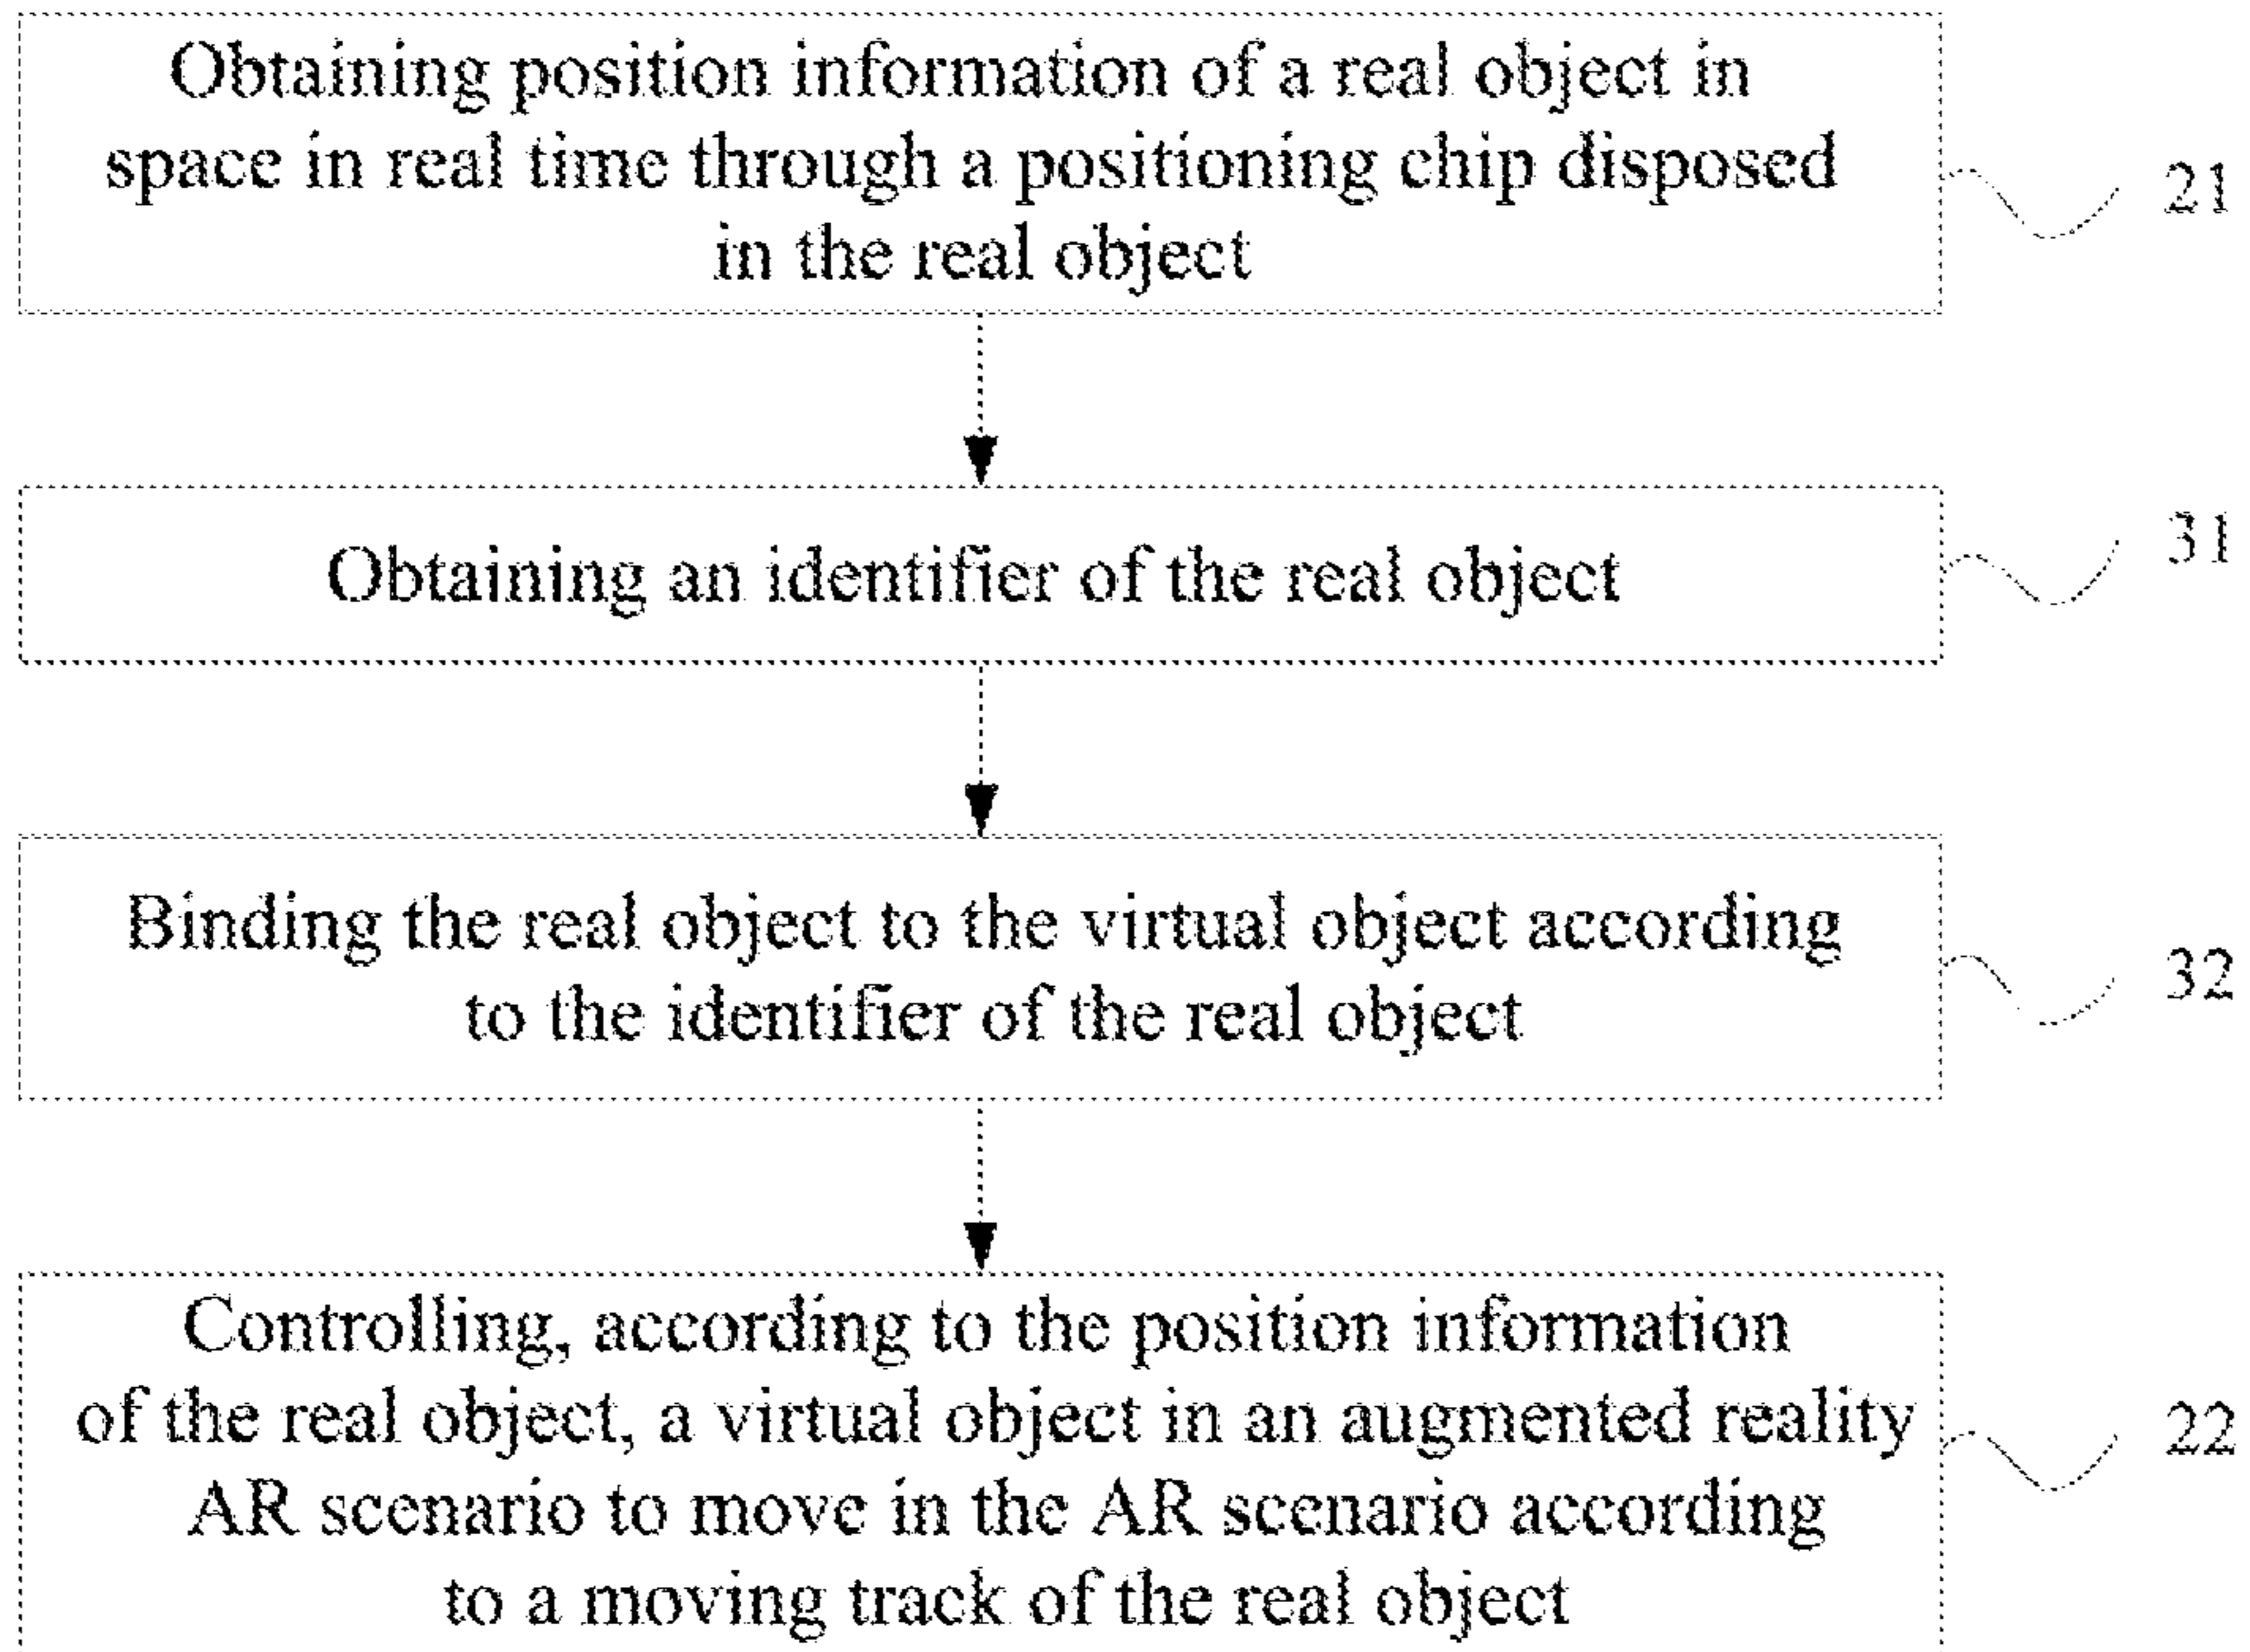 Obtaining position information of a real object in
space in real time through a positioning chip disposed
in the real object
21
Obtaining an identifier of the real object
31
Binding the real object to the virtual object according
to the identifier of the real object
32
Controlling, according to the position information
of the real object, a virtual object in an augmented reality
AR scenario to move in the AR scenario according
to a moving track of the real object
22